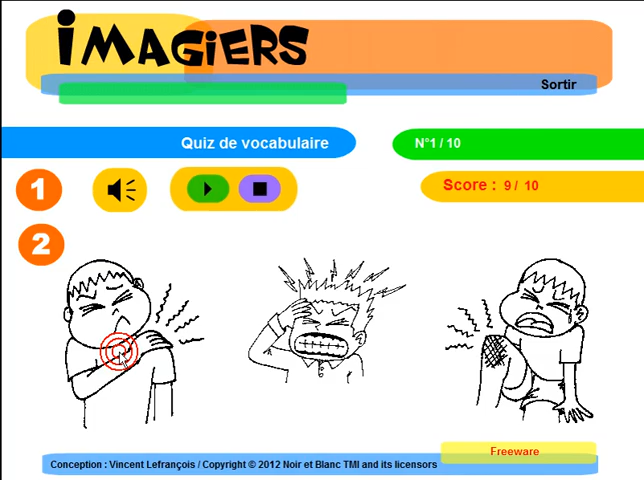 iMAGiERS
Sortir
Quiz de vocabulaire
N°1 / 10
1
Score : 9 / 10
2
Freeware
Conception : Vincent Lefrançois / Copyright © 2012 Noir et Blanc TMI and its licensors